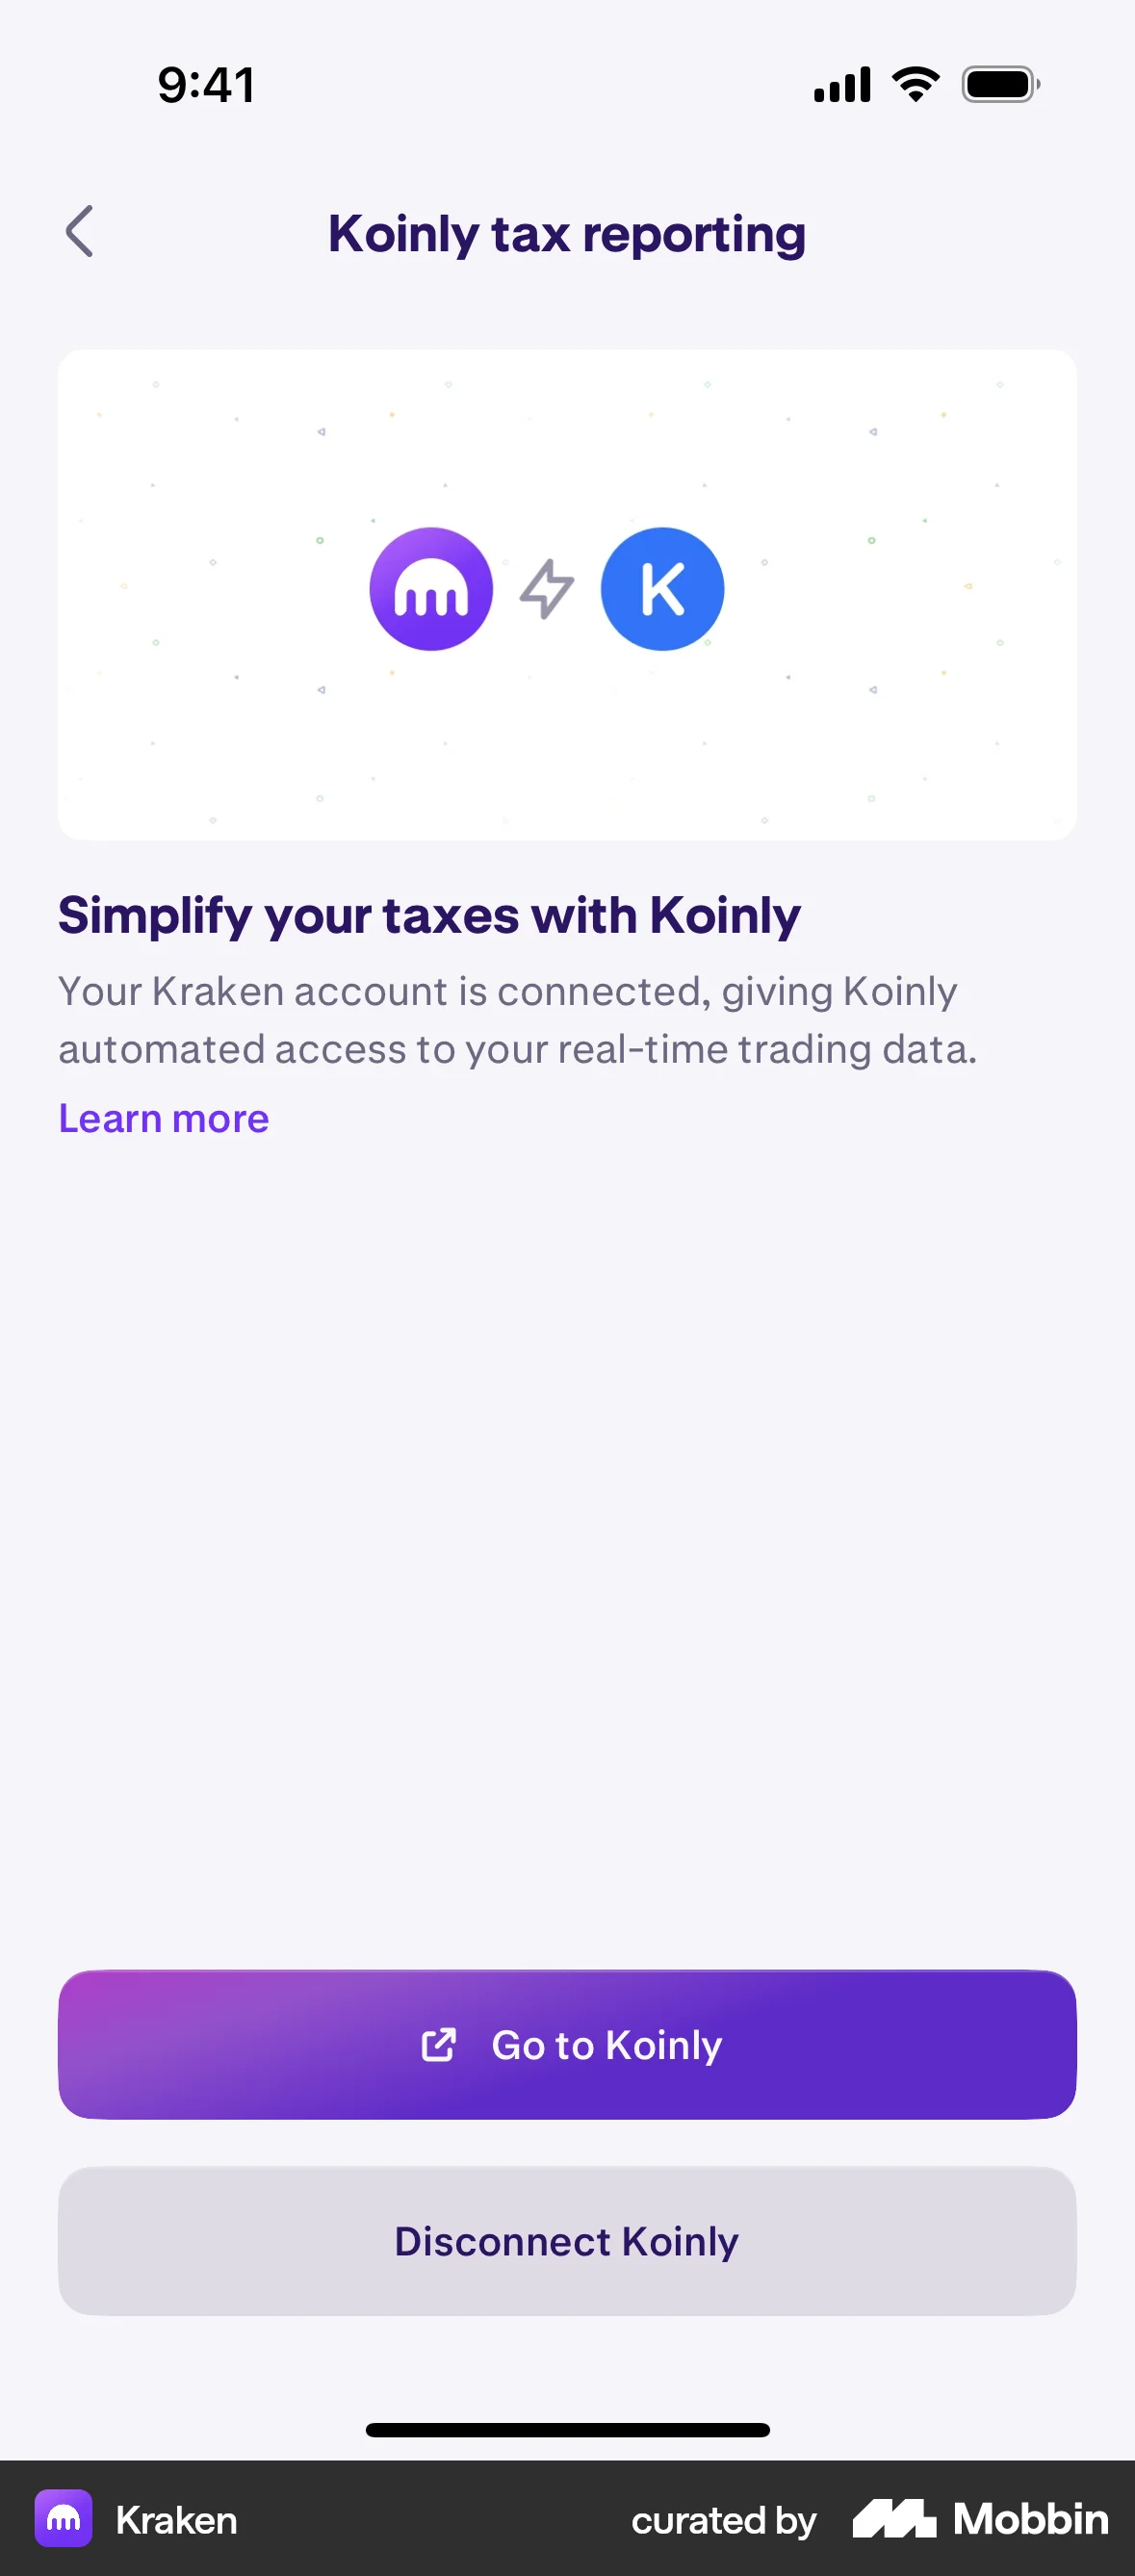 9:41
Koinly tax reporting
K
Simplify your taxes with Koinly
Your Kraken account is connected, giving Koinly
automated access to your real-time trading data.
Learn more
Go to Koinly
Disconnect Koinly
Kraken
curated by Mobbin